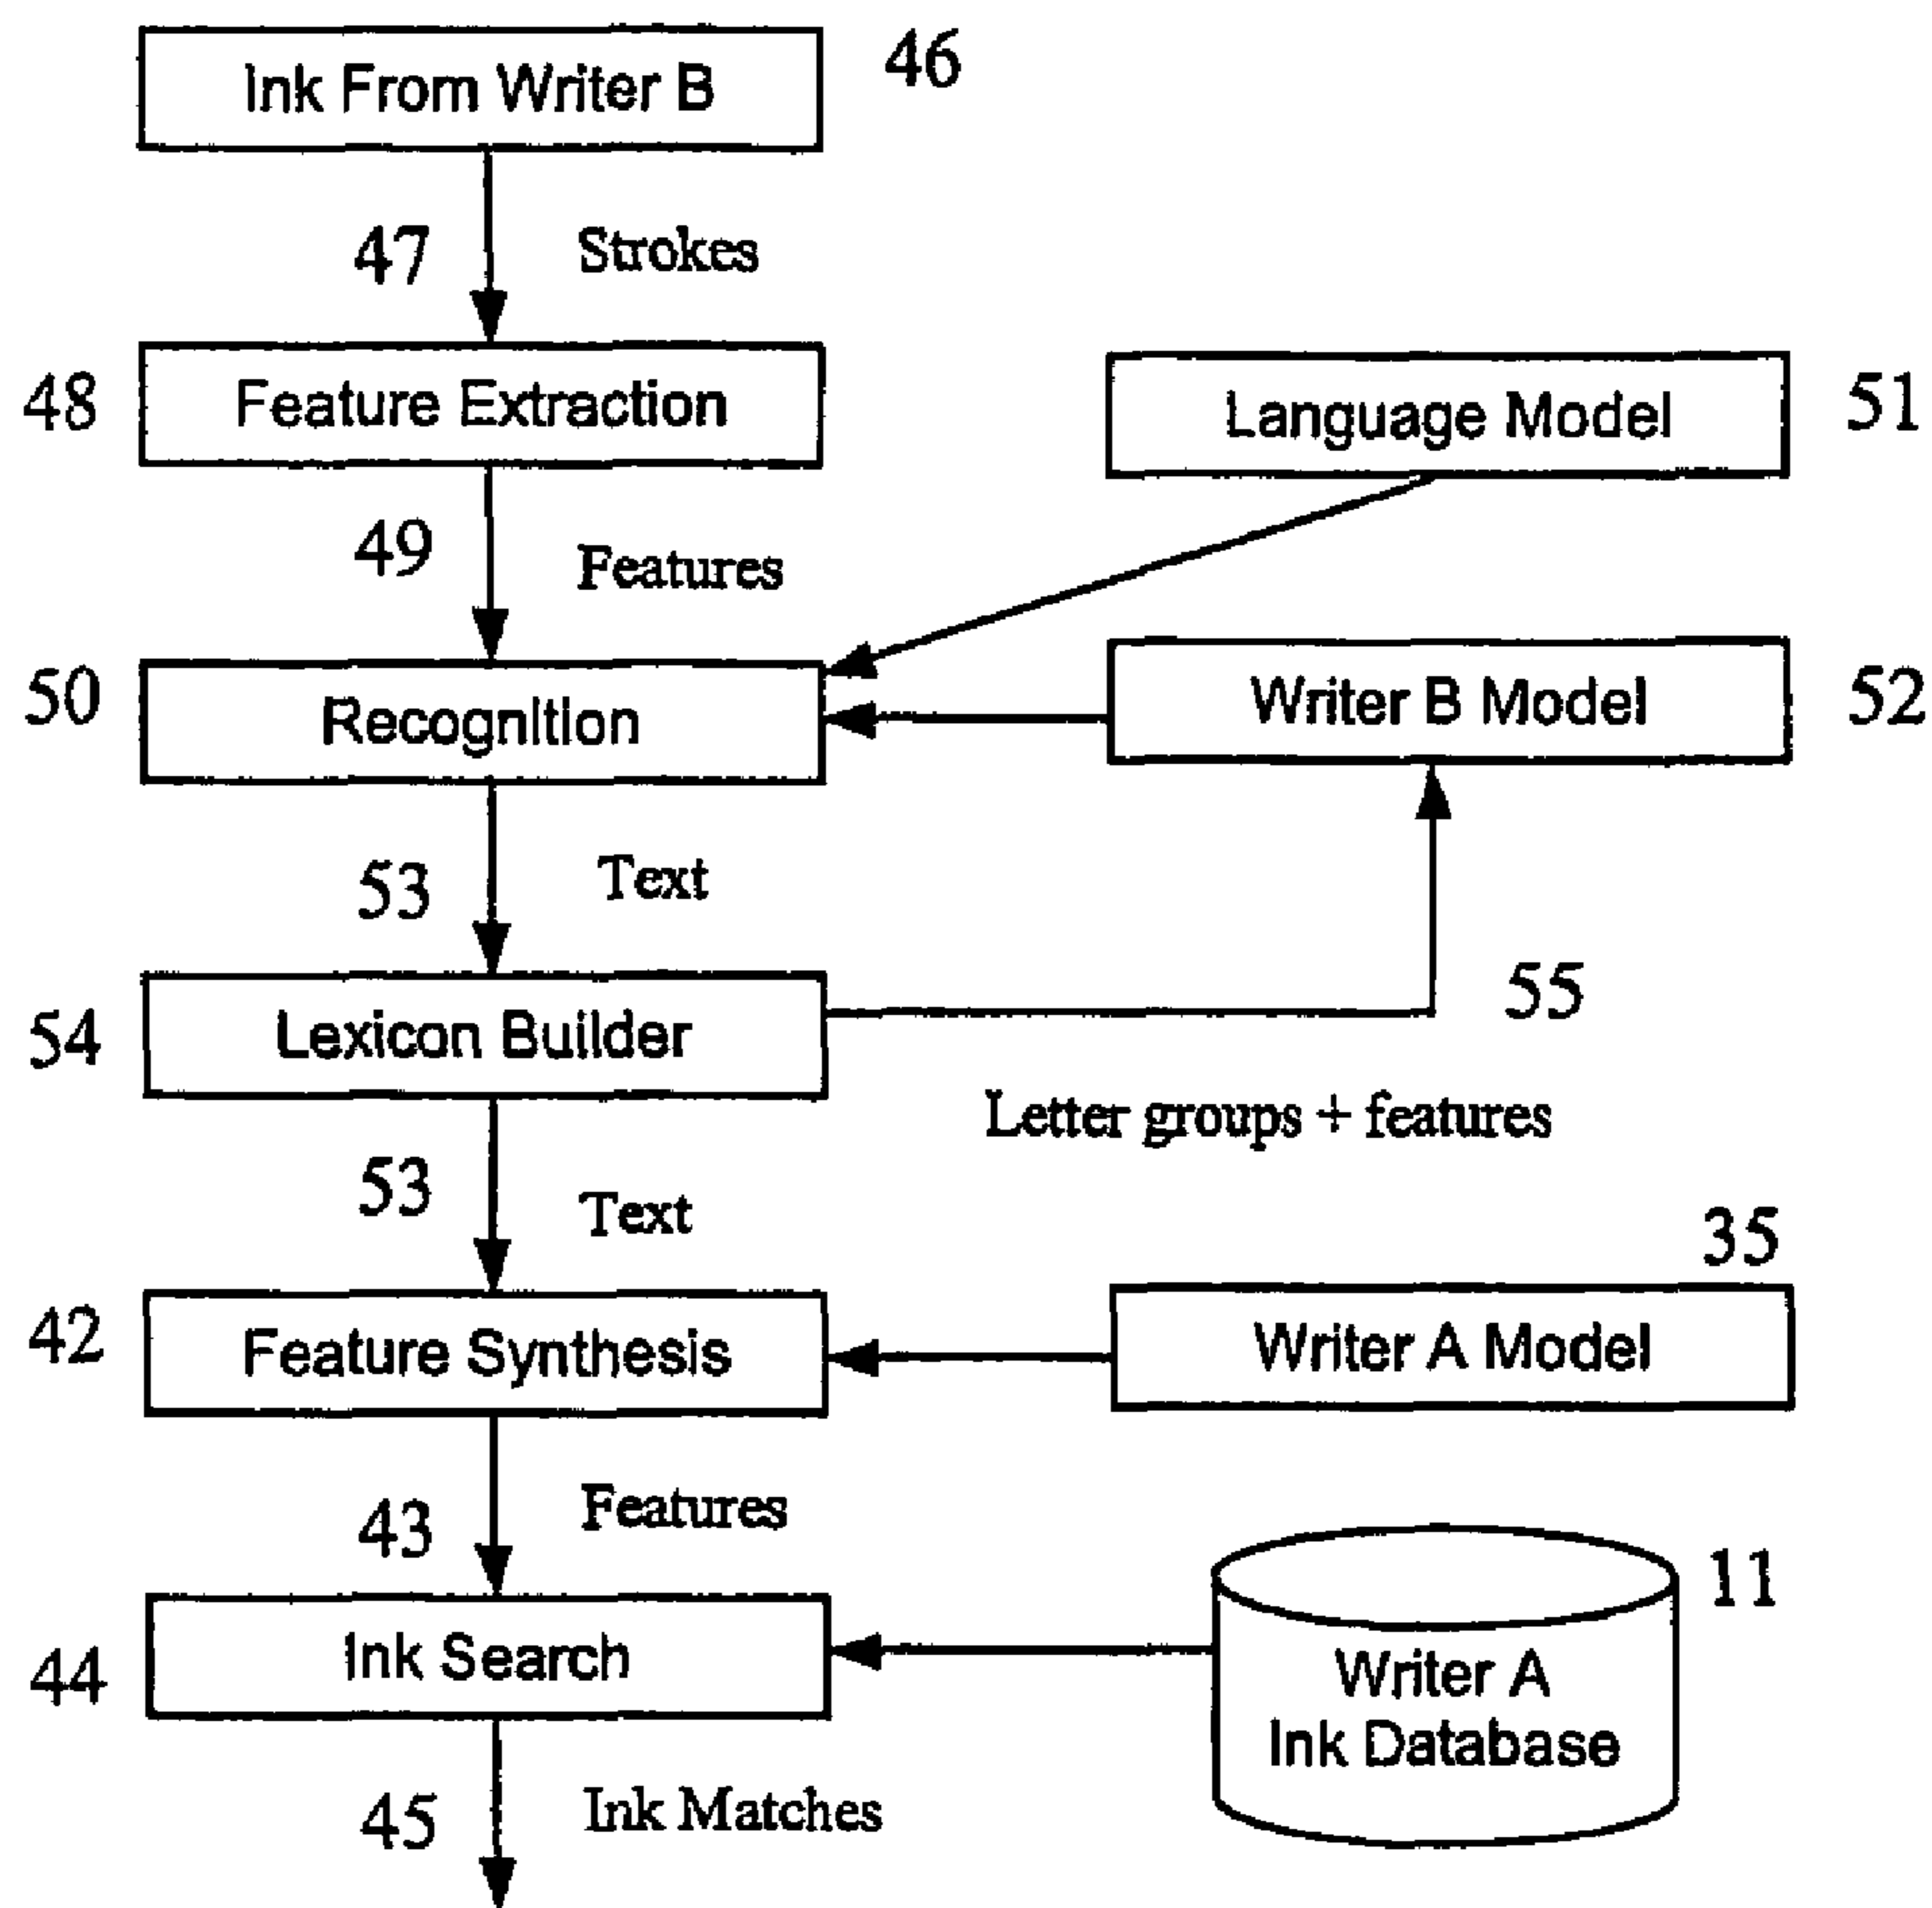 Ink From Writer B
46
47
Strokes
48
Feature Extraction
Language Model
51
49
Features
50
Recognition
Writer B Model
52
53
Text
54
Lexicon Builder
55
Letter groups + features
53
Text
35
42
Feature Synthesis
Writer A Model
43
Features
11
44
Ink Search
Writer A
Ink Database
45
Ink Matches